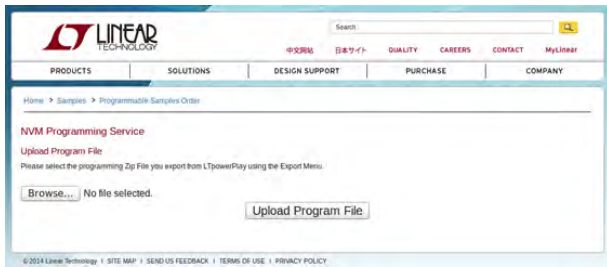 LINEAR
TECHNOLOGY
Search
中文网站 日本サイト QUALITY CAREERS CONTACT MyLinear
PRODUCTS SOLUTIONS DESIGN SUPPORT PURCHASE COMPANY
Home > Samples > Programmable Samples Order
NVM Programming Service
Upload Program File
Please select the programming Zip File you export from LTpowerPlay using the Export Menu.
Browse... No file selected.
Upload Program File
© 2014 Linear Technology | SITE MAP | SEND US FEEDBACK | TERMS OF USE | PRIVACY POLICY